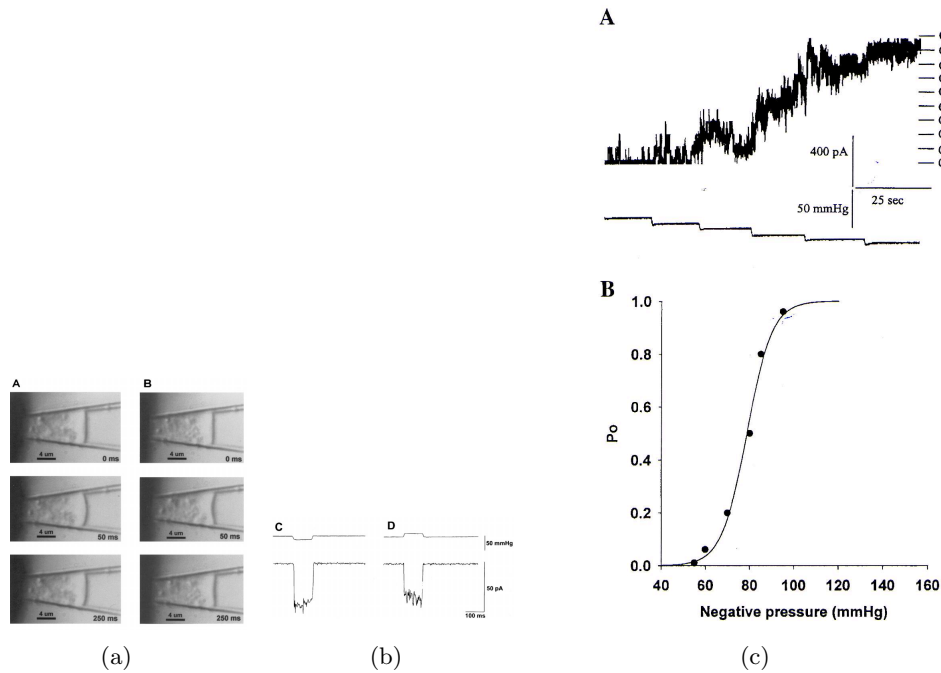 A
400 pA
50 mmHg
25 sec
B
1.0
0.8
0.6
0.4
0.2
0.0
Po
40 60 80 100 120 140 160
Negative pressure (mmHg)
A
B
4 um
0 ms
4 um
0 ms
4 um
50 ms
4 um
50 ms
4 um
250 ms
4 um
250 ms
C
D
50 mmHg
50 pA
100 ms
(a)
(b)
(c)